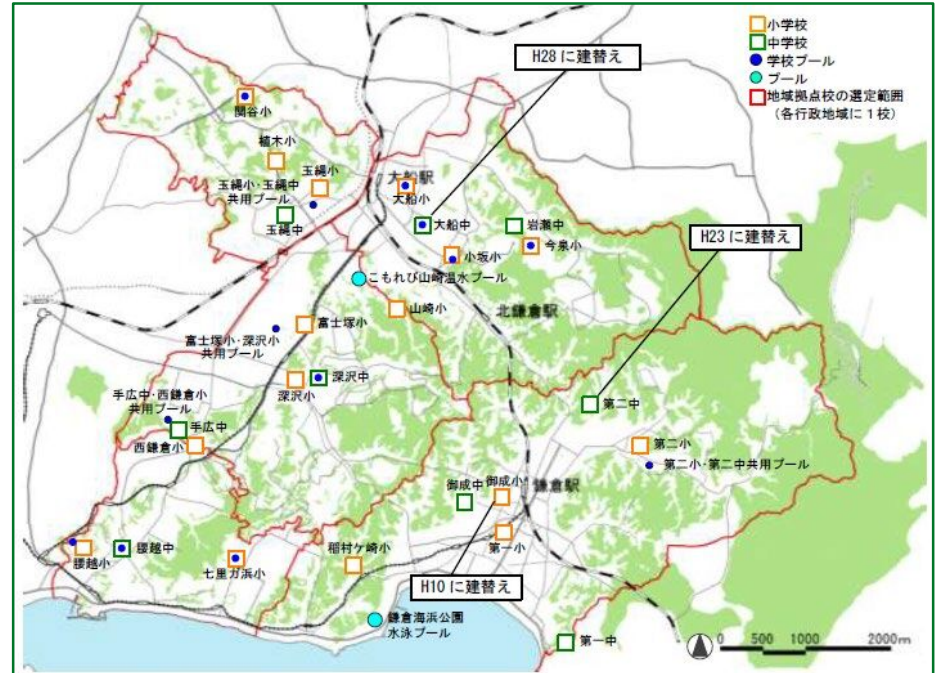 小学校
中学校
学校プール
プール
地域拠点校の選定範囲
（各行政地域に１校）
H28 に建替え
関谷小
植木小
玉縄小
玉縄小・玉縄中
共用プール
玉縄中
大船駅
大船小
大船中
岩瀬中
今泉小
小坂小
H23 に建替え
こもれび山崎温水プール
北鎌倉駅
山崎小
富士塚小
富士塚小・深沢小
共用プール
深沢中
深沢小
手広中・西鎌倉小
共用プール
手広中
西鎌倉小
第二中
第二小
第二小・第二中共用プール
御成中
御成小
鎌倉駅
第一小
腰越小
腰越中
七里ガ浜小
稲村ケ崎小
H10 に建替え
鎌倉海浜公園
水泳プール
第一中
0 500 1000 2000m